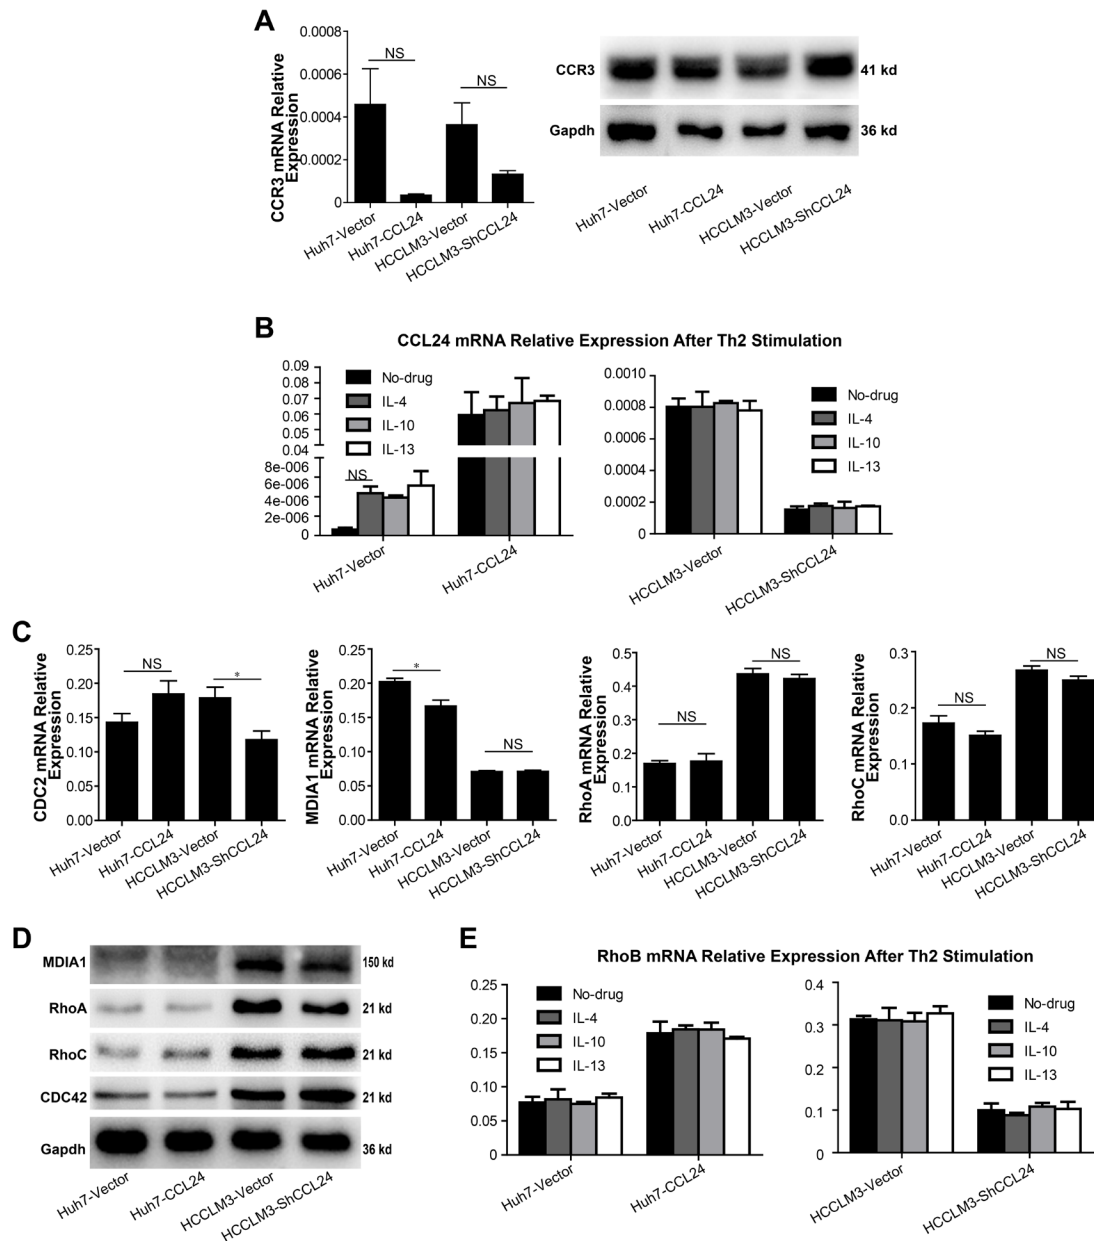 A
CCR3 mRNA Relative
Expression
0.0008
0.0006
0.0004
0.0002
0
NS
NS
Huh7-Vector
Huh7-CCL24
HCCLM3-Vector
HCCLM3-ShCCL24
CCR3
41 kd
Gapdh
36 kd
Huh7-Vector
Huh7-CCL24
HCCLM3-Vector
HCCLM3-ShCCL24
B
CCL24 mRNA Relative Expression After Th2 Stimulation
0.09
0.08
0.07
0.06
0.05
0.04
8e-006
6e-006
4e-006
2e-006
0
No-drug
IL-4
IL-10
IL-13
NS
Huh7-Vector
Huh7-CCL24
0.0010
0.0008
0.0006
0.0004
0.0002
0
No-drug
IL-4
IL-10
IL-13
HCCLM3-Vector
HCCLM3-ShCCL24
C
CDC2 mRNA Relative
Expression
0.25
0.20
0.15
0.10
0.05
0.00
NS
*
Huh7-Vector
Huh7-CCL24
HCCLM3-Vector
HCCLM3-ShCCL24
MDIA1 mRNA Relative
Expression
0.25
0.20
0.15
0.10
0.05
0.00
*
NS
Huh7-Vector
Huh7-CCL24
HCCLM3-Vector
HCCLM3-ShCCL24
RhoA mRNA Relative
Expression
0.5
0.4
0.3
0.2
0.1
0.0
NS
NS
Huh7-Vector
Huh7-CCL24
HCCLM3-Vector
HCCLM3-ShCCL24
RhoC mRNA Relative
Expression
0.3
0.2
0.1
0.0
NS
NS
Huh7-Vector
Huh7-CCL24
HCCLM3-Vector
HCCLM3-ShCCL24
D
MDIA1
150 kd
RhoA
21 kd
RhoC
21 kd
CDC42
21 kd
Gapdh
36 kd
Huh7-Vector
Huh7-CCL24
HCCLM3-Vector
HCCLM3-ShCCL24
E
RhoB mRNA Relative Expression After Th2 Stimulation
0.25
0.20
0.15
0.10
0.05
0
No-drug
IL-4
IL-10
IL-13
Huh7-Vector
Huh7-CCL24
0.4
0.3
0.2
0.1
0
No-drug
IL-4
IL-10
IL-13
HCCLM3-Vector
HCCLM3-ShCCL24